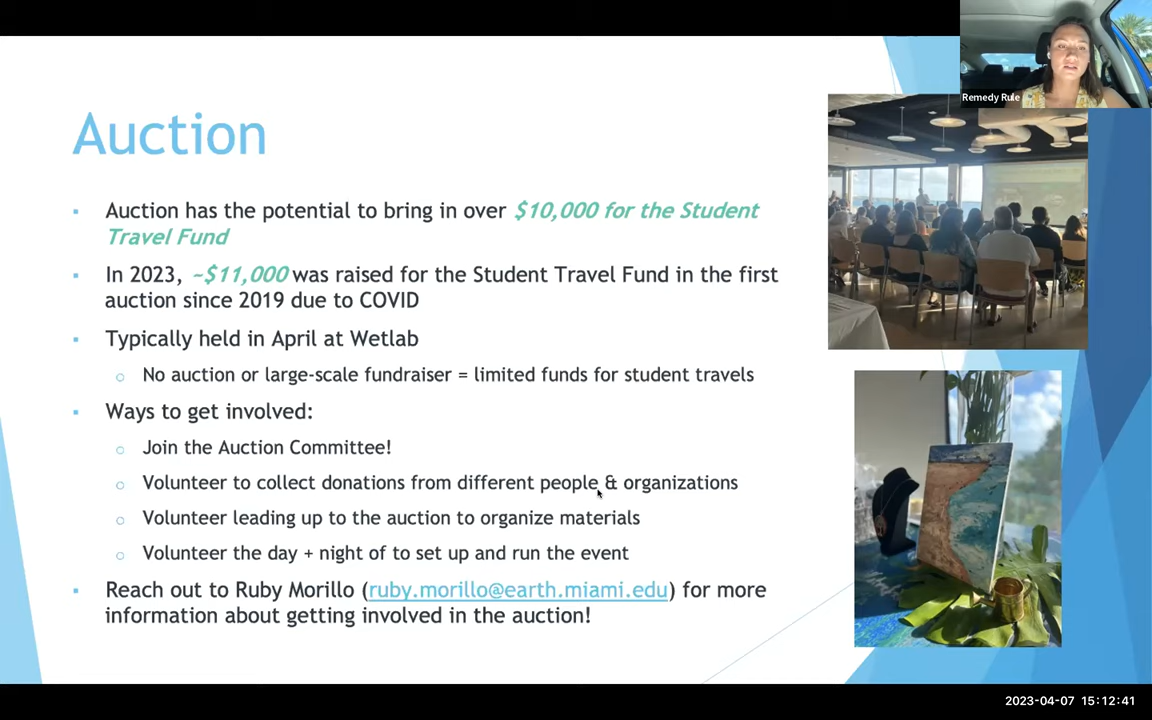 Remedy Rule
Auction
Auction has the potential to bring in over $10,000 for the Student
Travel Fund
In 2023, ~$11,000 was raised for the Student Travel Fund in the first
auction since 2019 due to COVID
Typically held in April at Wetlab
No auction or large-scale fundraiser = limited funds for student travels
Ways to get involved:
Join the Auction Committee!
Volunteer to collect donations from different people & organizations
Volunteer leading up to the auction to organize materials
Volunteer the day + night of to set up and run the event
Reach out to Ruby Morillo (ruby.morillo@earth.miami.edu) for more
information about getting involved in the auction!
2023-04-07 15:12:41